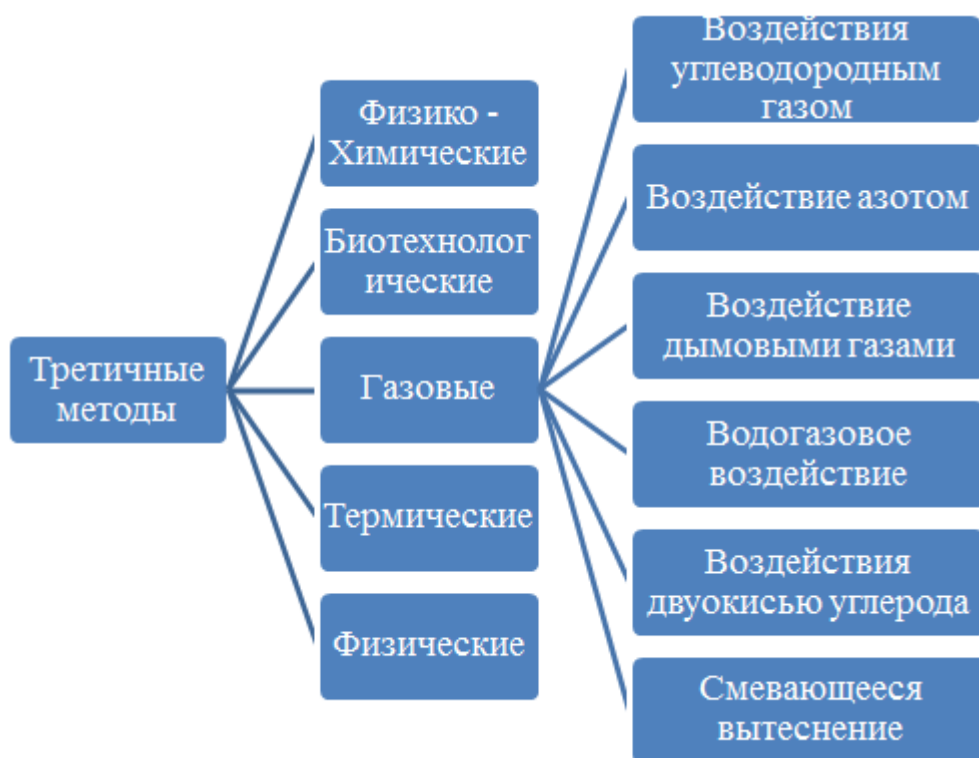 Третичные
методы
Физико -
Химические
Биотехнолог
ические
Газовые
Термические
Физические
Воздействия
углеводородным
газом
Воздействие азотом
Воздействие
дымовыми газами
Водогазовое
воздействие
Воздействия
двуокисью углерода
Смевающееся
вытеснение